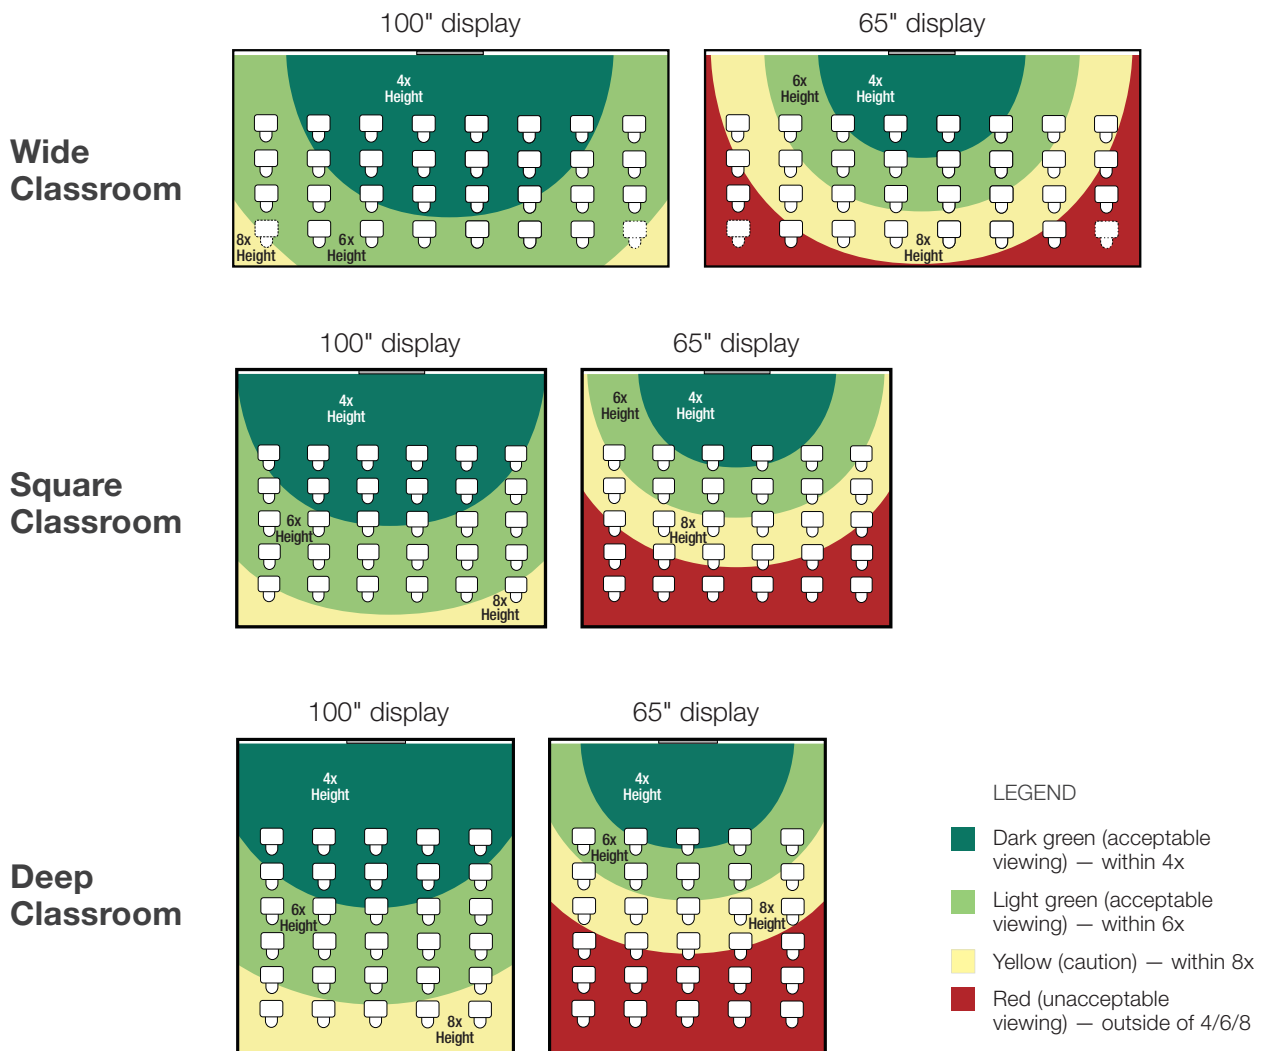 100" display
65" display
Wide
Classroom
4x
Height
8x
Height
6x
Height
6x
Height
4x
Height
8x
Height
100" display
65" display
Square
Classroom
4x
Height
6x
Height
8x
Height
6x
Height
4x
Height
8x
Height
100" display
65" display
Deep
Classroom
4x
Height
6x
Height
8x
Height
4x
Height
6x
Height
8x
Height
LEGEND
Dark green (acceptable
viewing) — within 4x
Light green (acceptable
viewing) — within 6x
Yellow (caution) — within 8x
Red (unacceptable
viewing) — outside of 4/6/8